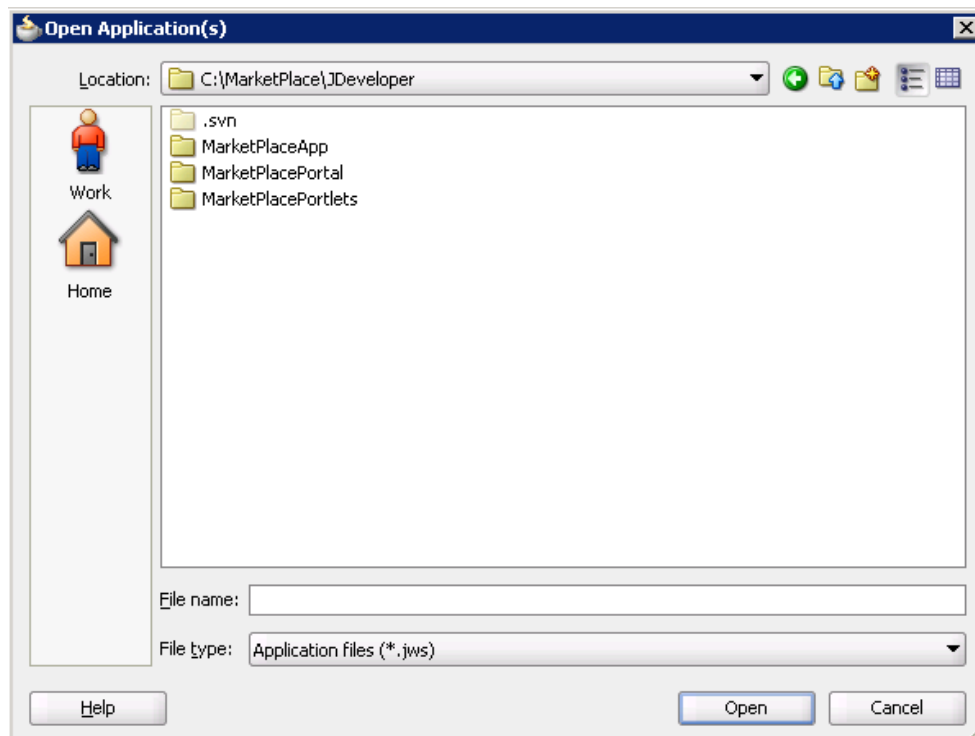 Open Application(s)
Location: C:\MarketPlace\JDeveloper
Work
Home
.svn
MarketPlaceApp
MarketPlacePortal
MarketPlacePortlets
File name:
File type: Application files (*.jws)
Help Open Cancel